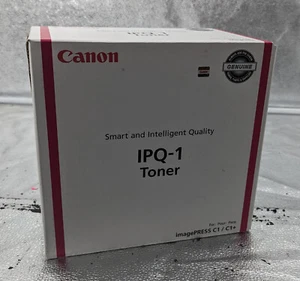 Canon
GENUINE
Smart and Intelligent Quality
IPQ-1
Toner
imagePRESS C1 / C1+